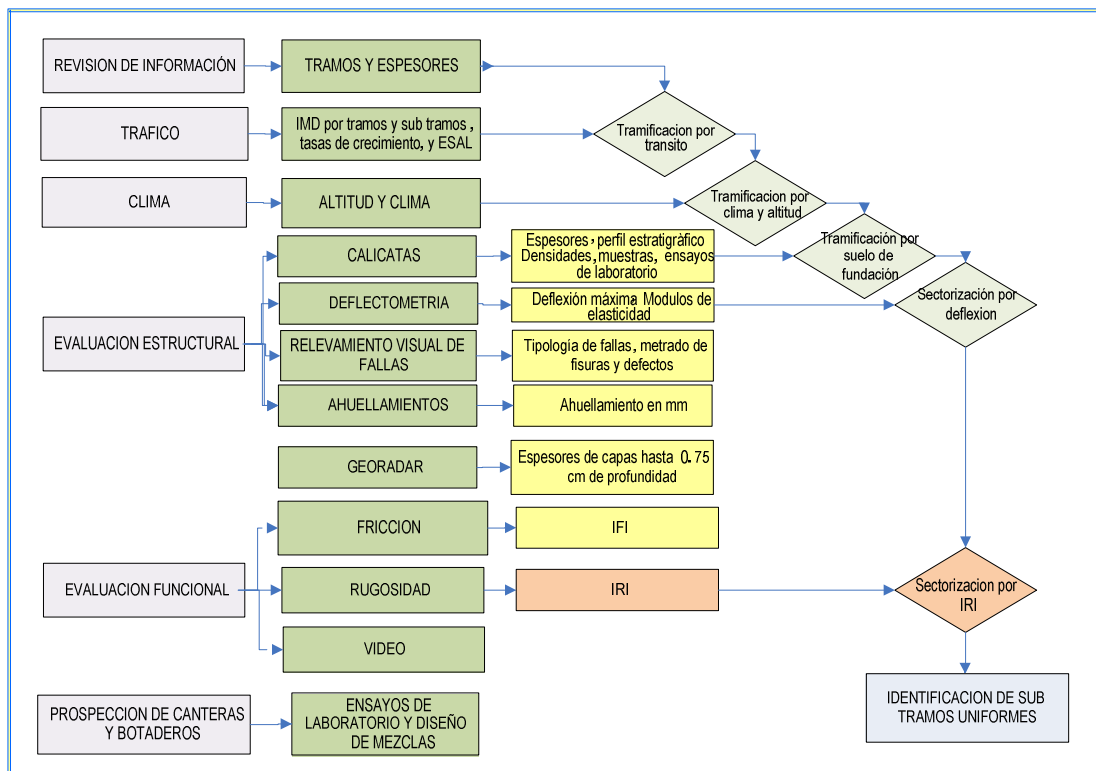 REVISION DE INFORMACIÓN
TRAMOS Y ESPESORES
TRAFICO
IMD por tramos y sub tramos ,
tasas de crecimiento, y ESAL
Tramificacion por
transito
CLIMA
ALTITUD Y CLIMA
Tramificacion por
clima y altitud
CALICATAS
Espesores , perfil estratigràfico
Densidades, muestras, ensayos
de laboratorio
Tramificación por
suelo de
fundación
DEFLECTOMETRIA
Deflexión máxima Modulos de
elasticidad
Sectorización por
deflexion
EVALUACION ESTRUCTURAL
RELEVAMIENTO VISUAL DE
FALLAS
Tipología de fallas, metrado de
fisuras y defectos
AHUELLAMIENTOS
Ahuellamiento en mm
GEORADAR
Espesores de capas hasta 0. 75
cm de profundidad
FRICCION
IFI
EVALUACION FUNCIONAL
RUGOSIDAD
IRI
Sectorizacion por
IRI
VIDEO
PROSPECCION DE CANTERAS
Y BOTADEROS
ENSAYOS DE
LABORATORIO Y DISEÑO
DE MEZCLAS
IDENTIFICACION DE SUB
TRAMOS UNIFORMES